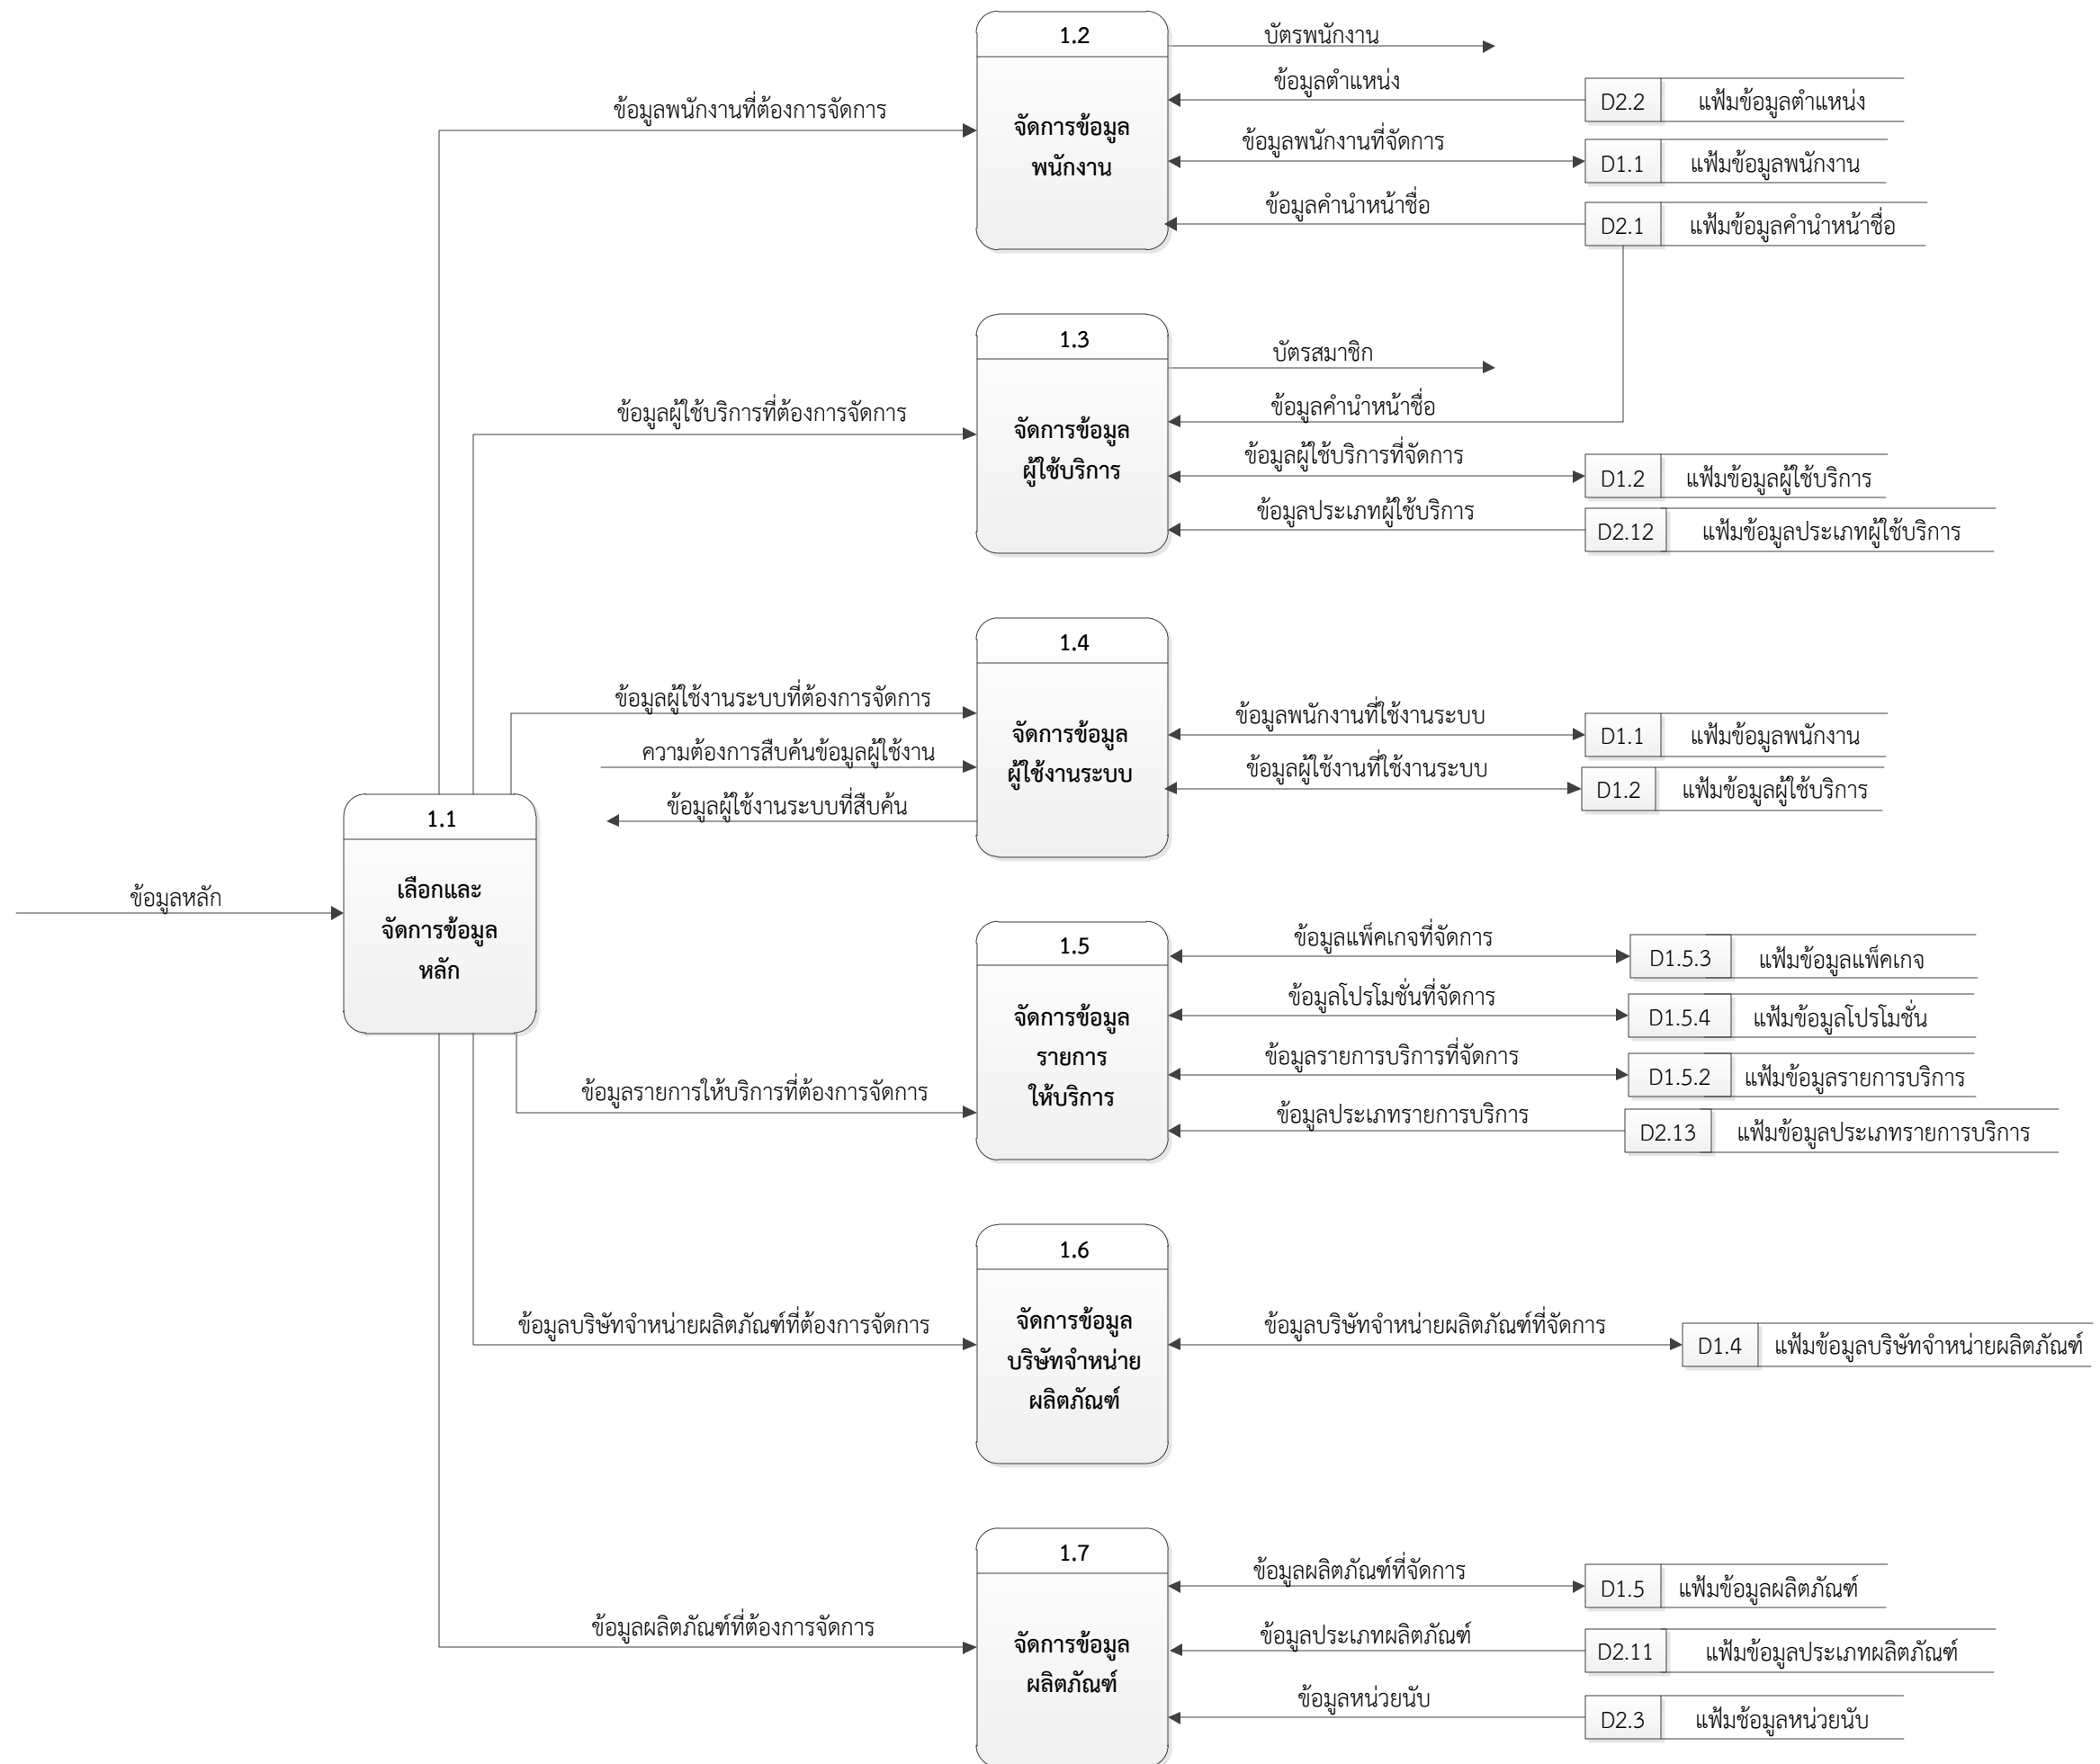 1.2
จัดการข้อมูล
พนักงาน
บัตรพนักงาน
ข้อมูลตำแหน่ง
D2.2 แฟ้มข้อมูลตำแหน่ง
ข้อมูลพนักงานที่ต้องการจัดการ
ข้อมูลพนักงานที่จัดการ
D1.1 แฟ้มข้อมูลพนักงาน
ข้อมูลคำนำหน้าชื่อ
D2.1 แฟ้มข้อมูลคำนำหน้าชื่อ
1.3
จัดการข้อมูล
ผู้ใช้บริการ
บัตรสมาชิก
ข้อมูลผู้ใช้บริการที่ต้องการจัดการ
ข้อมูลคำนำหน้าชื่อ
ข้อมูลผู้ใช้บริการที่จัดการ
D1.2 แฟ้มข้อมูลผู้ใช้บริการ
ข้อมูลประเภทผู้ใช้บริการ
D2.12 แฟ้มข้อมูลประเภทผู้ใช้บริการ
1.4
จัดการข้อมูล
ผู้ใช้งานระบบ
ข้อมูลผู้ใช้งานระบบที่ต้องการจัดการ
ความต้องการสืบค้นข้อมูลผู้ใช้งาน
ข้อมูลผู้ใช้งานระบบที่สืบค้น
ข้อมูลพนักงานที่ใช้งานระบบ
D1.1 แฟ้มข้อมูลพนักงาน
ข้อมูลผู้ใช้งานที่ใช้งานระบบ
D1.2 แฟ้มข้อมูลผู้ใช้บริการ
1.1
เลือกและ
จัดการข้อมูล
หลัก
ข้อมูลหลัก
1.5
จัดการข้อมูล
รายการ
ให้บริการ
ข้อมูลรายการให้บริการที่ต้องการจัดการ
ข้อมูลแพ็คเกจที่จัดการ
D1.5.3 แฟ้มข้อมูลแพ็คเกจ
ข้อมูลโปรโมชั่นที่จัดการ
D1.5.4 แฟ้มข้อมูลโปรโมชั่น
ข้อมูลรายการบริการที่จัดการ
D1.5.2 แฟ้มข้อมูลรายการบริการ
ข้อมูลประเภทรายการบริการ
D2.13 แฟ้มข้อมูลประเภทรายการบริการ
1.6
จัดการข้อมูล
บริษัทจำหน่าย
ผลิตภัณฑ์
ข้อมูลบริษัทจำหน่ายผลิตภัณฑ์ที่ต้องการจัดการ
ข้อมูลบริษัทจำหน่ายผลิตภัณฑ์ที่จัดการ
D1.4 แฟ้มข้อมูลบริษัทจำหน่ายผลิตภัณฑ์
1.7
จัดการข้อมูล
ผลิตภัณฑ์
ข้อมูลผลิตภัณฑ์ที่ต้องการจัดการ
ข้อมูลผลิตภัณฑ์ที่จัดการ
D1.5 แฟ้มข้อมูลผลิตภัณฑ์
ข้อมูลประเภทผลิตภัณฑ์
D2.11 แฟ้มข้อมูลประเภทผลิตภัณฑ์
ข้อมูลหน่วยนับ
D2.3 แฟ้มช้อมูลหน่วยนับ